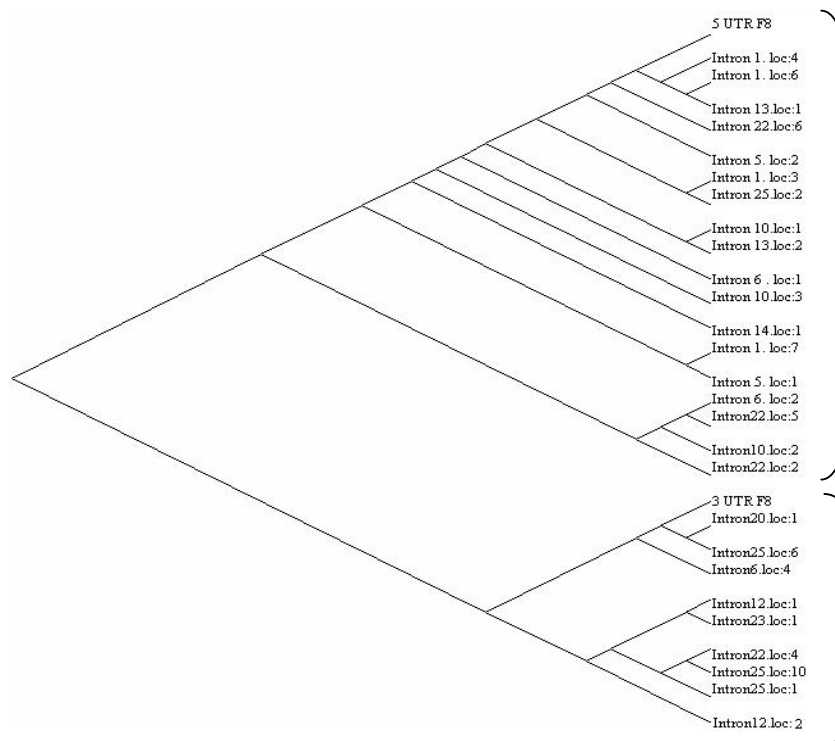 5 UTR F8
Intron 1. loc:4
Intron 1. loc:6
Intron 13.loc:1
Intron 22.loc:6
Intron 5. loc:2
Intron 1. loc:3
Intron 25.loc:2
Intron 10.loc:1
Intron 13.loc:2
Intron 6 . loc:1
Intron 10.loc:3
Intron 14.loc:1
Intron 1. loc:7
Intron 5. loc:1
Intron 6. loc:2
Intron22.loc:5
Intron10.loc:2
Intron22.loc:2
3 UTR F8
Intron20.loc:1
Intron25.loc:6
Intron6.loc:4
Intron12.loc:1
Intron23.loc:1
Intron22.loc:4
Intron25.loc:10
Intron25.loc:1
Intron12.loc:2